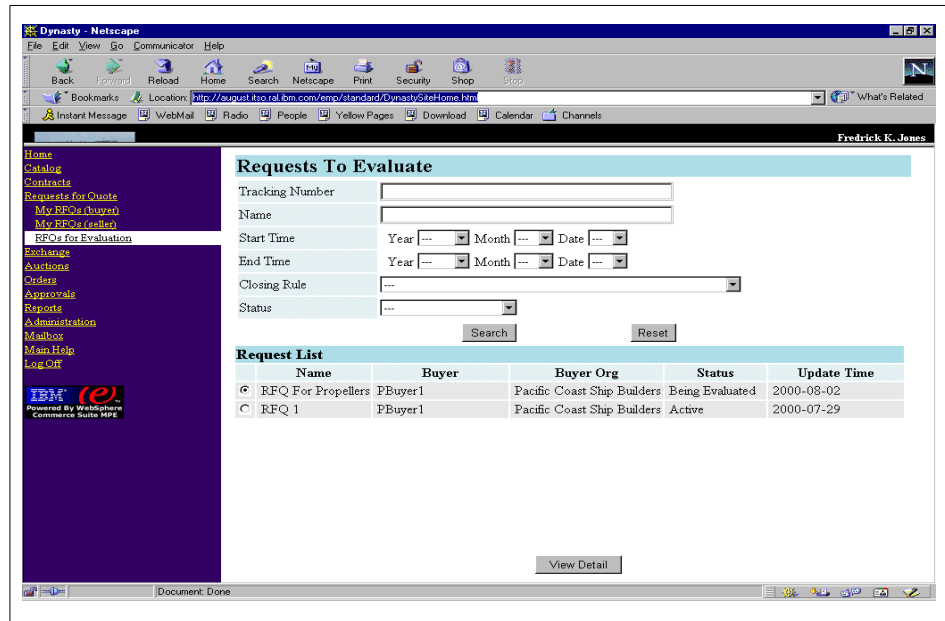 Dynasty - Netscape
File Edit View Go Communicator Help
Back Forward Reload Home Search Netscape Print Security Shop Stop
My
N
Bookmarks Location: http://august.itso.ral.ibm.com/emp/standard/DynastySiteHome.html What's Related
Instant Message WebMail Radio People Yellow Pages Download Calendar Channels
Fredrick K. Jones
Home
Catalog
Contracts
Requests for Quote
My RFQs (buyer)
My RFQs (seller)
RFQs for Evaluation
Exchange
Auctions
Orders
Approvals
Reports
Administration
Mailbox
Main Help
Log Off
IBM e
Powered By WebSphere
Commerce Suite MPE
Requests To Evaluate
Tracking Number
Name
Start Time Year --- Month --- Date ---
End Time Year --- Month --- Date ---
Closing Rule ---
Status ---
Search Reset
Request List
Name Buyer Buyer Org Status Update Time
RFQ For Propellers PBuyer1 Pacific Coast Ship Builders Being Evaluated 2000-08-02
RFQ 1 PBuyer1 Pacific Coast Ship Builders Active 2000-07-29
View Detail
Document: Done